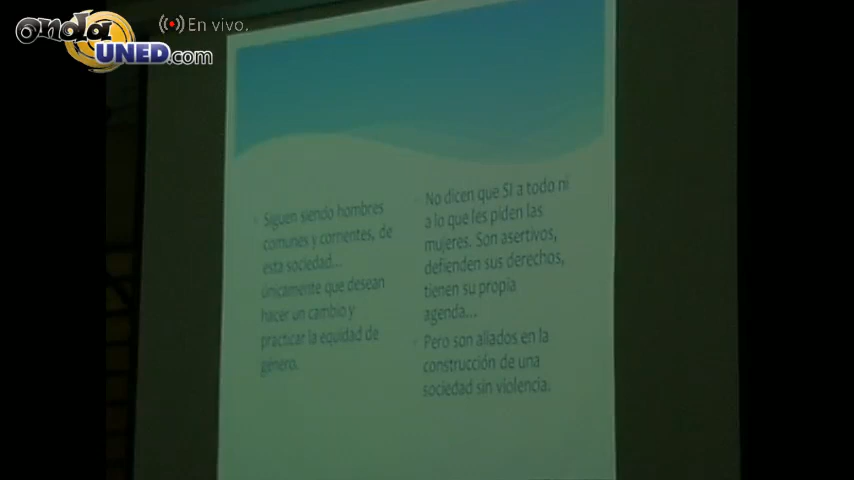 onda
UNED.com
En vivo.
Siguen siendo hombres
comunes y corrientes, de
esta sociedad...
únicamente que desean
hacer un cambio y
practicar la equidad de
género.
No dicen que SI a todo ni
a lo que les piden las
mujeres. Son asertivos,
defienden sus derechos,
tienen su propia
agenda...
Pero son aliados en la
construcción de una
sociedad sin violencia.